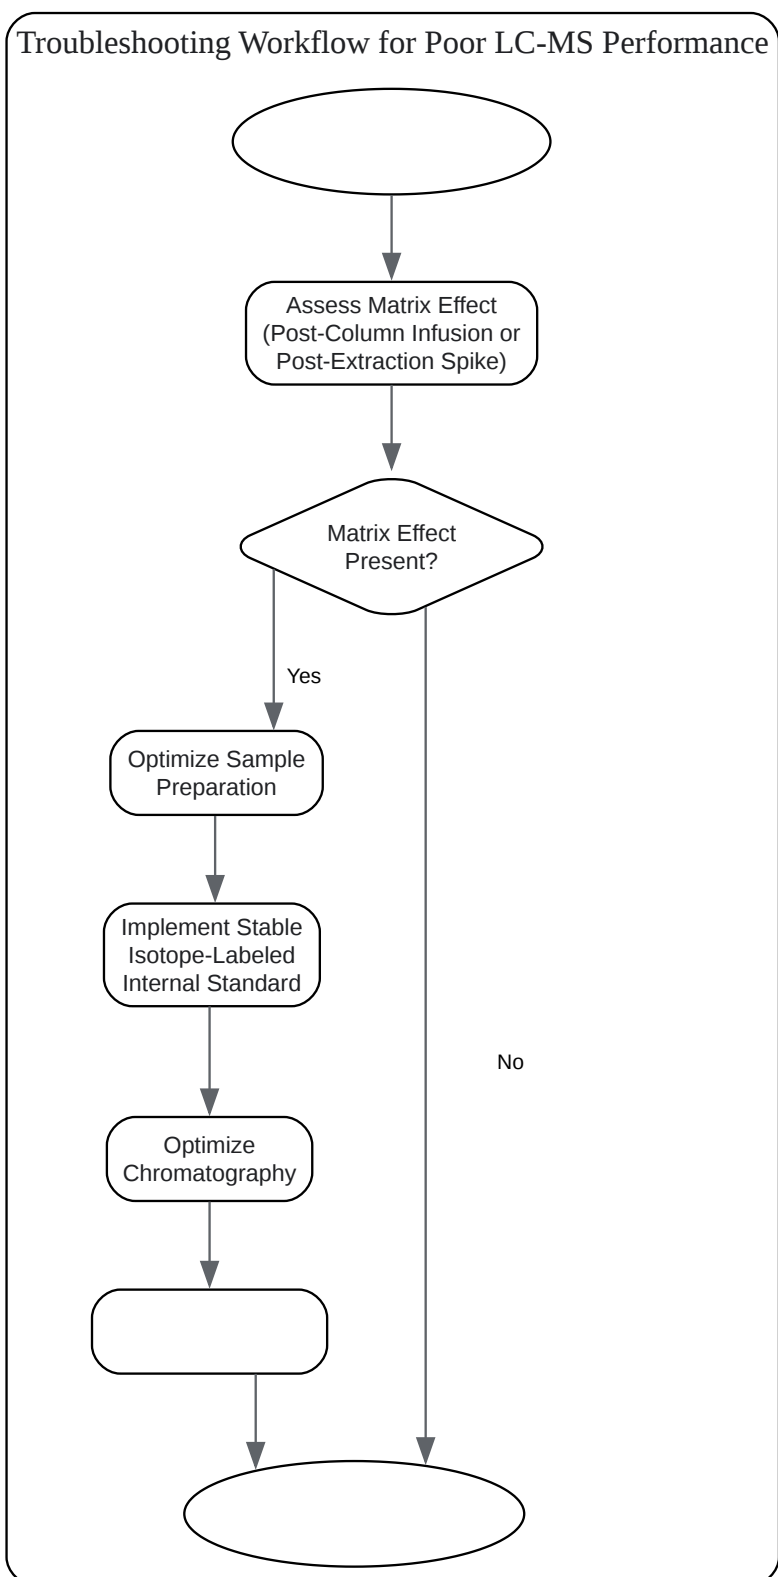 Troubleshooting Workflow for Poor LC-MS Performance
Assess Matrix Effect
(Post-Column Infusion or
Post-Extraction Spike)
Matrix Effect
Present?
Yes
Optimize Sample
Preparation
Implement Stable
Isotope-Labeled
Internal Standard
No
Optimize
Chromatography